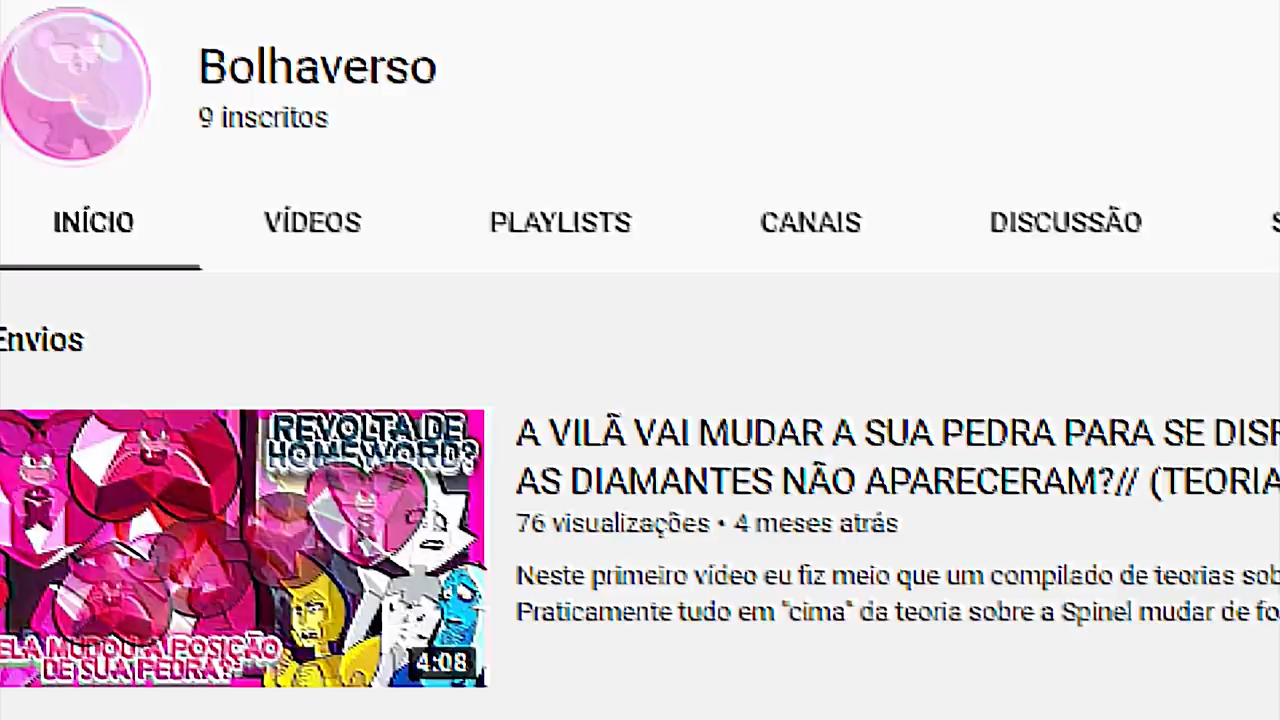 Bolhaverso
9 inscritos
INÍCIO VÍDEOS PLAYLISTS CANAIS DISCUSSÃO
Envios
REVOLTA DE
HOMEWORD?
ELA MUDOU A POSIÇÃO
DE SUA PEDRA?
4:08
A VILÃ VAI MUDAR A SUA PEDRA PARA SE DISF
AS DIAMANTES NÃO APARECERAM?// (TEORIA
76 visualizações • 4 meses atrás
Neste primeiro vídeo eu fiz meio que um compilado de teorias sob
Praticamente tudo em "cima" da teoria sobre a Spinel mudar de fo